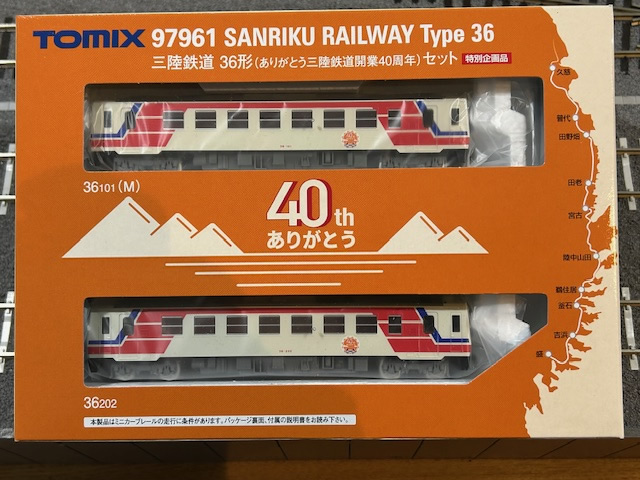 TOMIX 97961 SANRIKU RAILWAY Type 36
三陸鉄道 36形(ありがとう三陸鉄道開業40周年)セット 特別企画品
久慈
普代
田野畑
36101(M)
田老
40th
宮古
ありがとう
陸中山田
鵜住居
釜石
吉浜
盛
36202
本製品はミニカーブレールの走行に条件があります。パッケージ裏面、付属の説明書をお読み下さい。